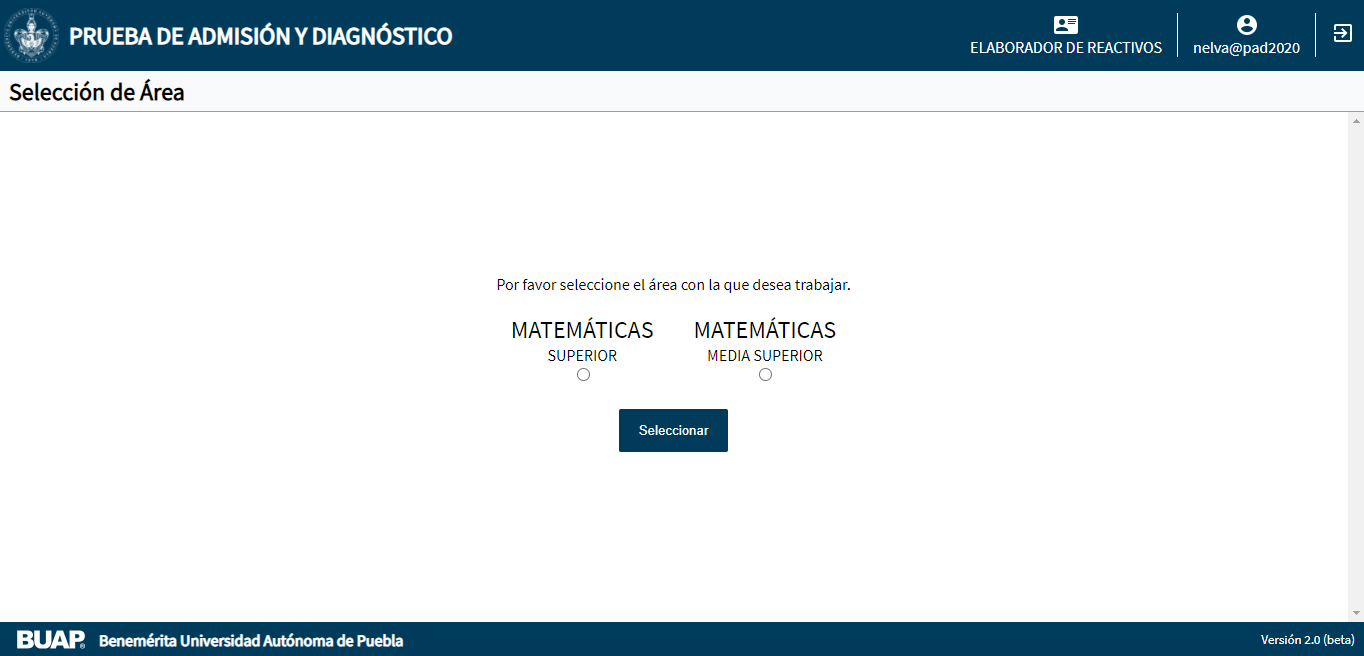 PRUEBA DE ADMISIÓN Y DIAGNÓSTICO
ELABORADOR DE REACTIVOS
nelva@pad2020
Selección de Área
Por favor seleccione el área con la que desea trabajar.
MATEMÁTICAS MATEMÁTICAS
SUPERIOR MEDIA SUPERIOR
Seleccionar
BUAP® Benemérita Universidad Autónoma de Puebla
Versión 2.0 (beta)